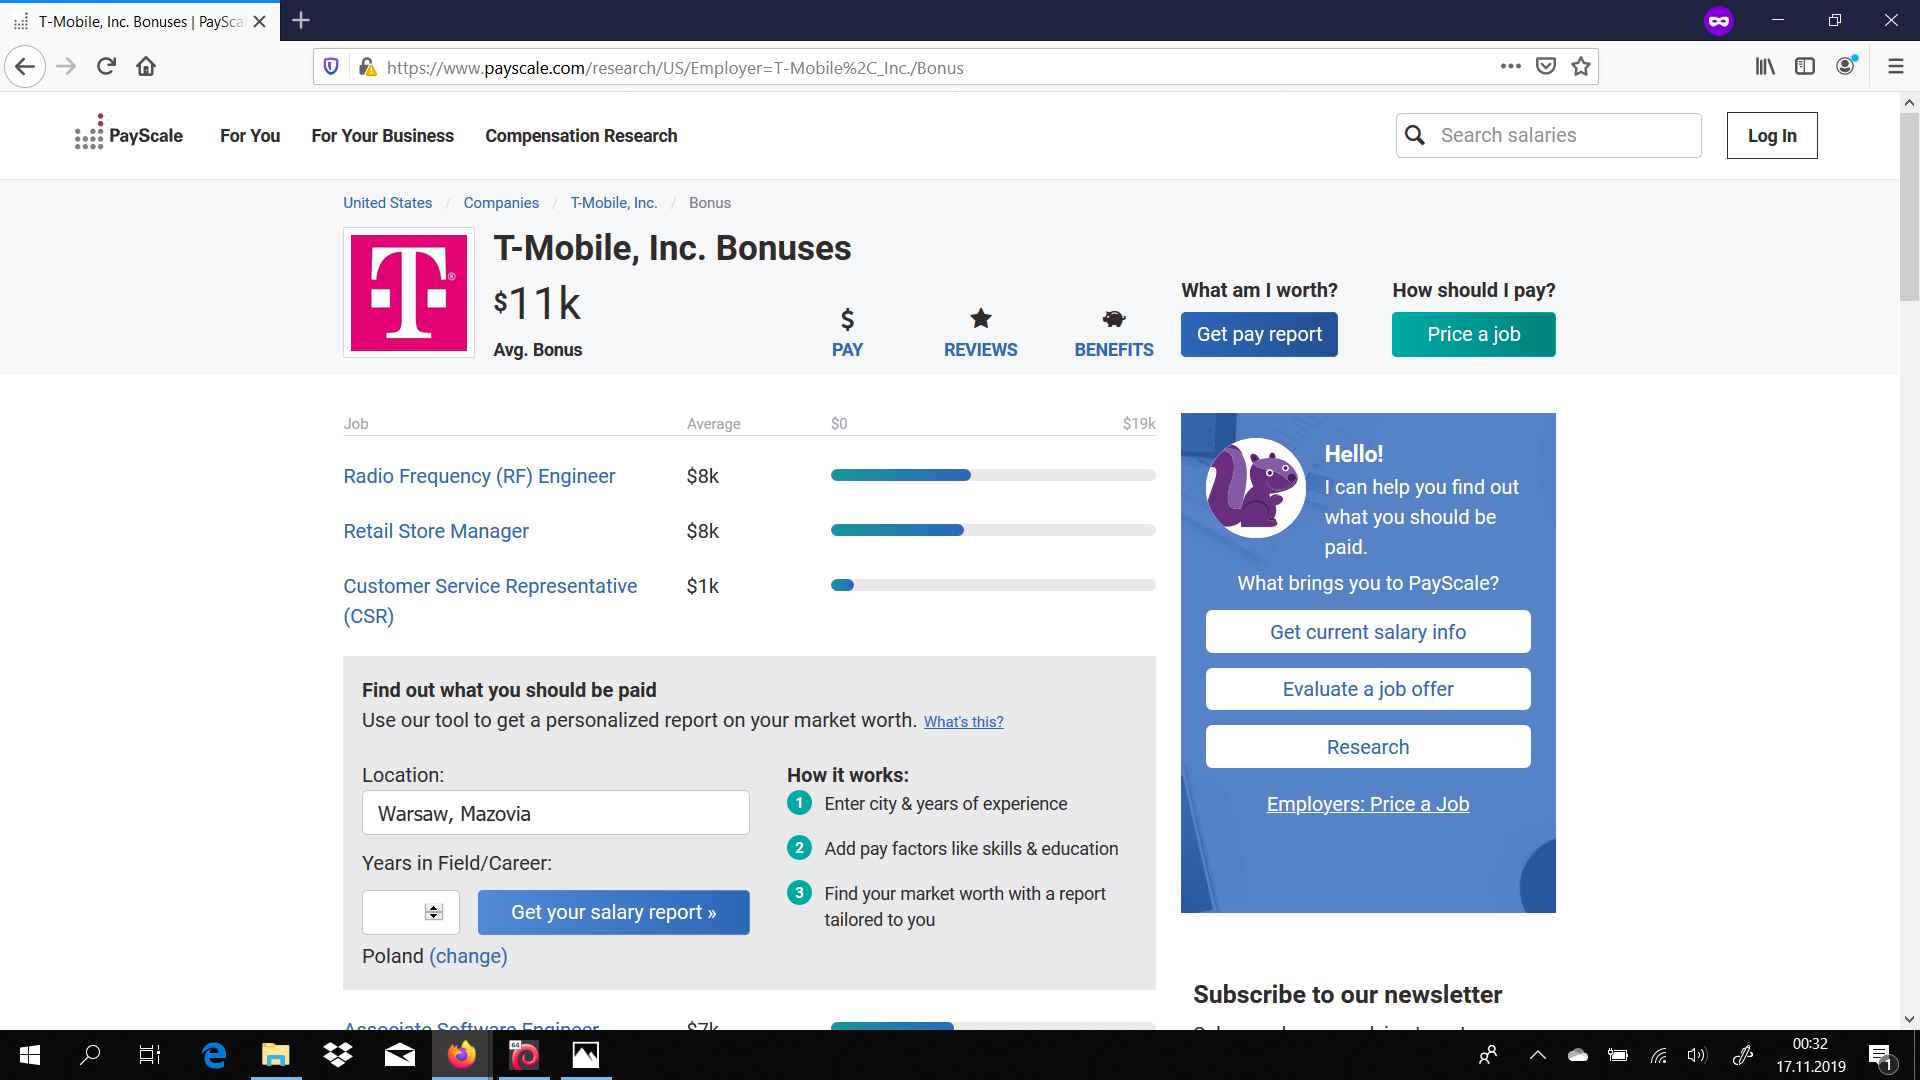 T-Mobile, Inc. Bonuses | PaySca
https://www.payscale.com/research/US/Employer=T-Mobile%2C_Inc./Bonus
PayScale
For You
For Your Business
Compensation Research
Search salaries
Log In
United States / Companies / T-Mobile, Inc. / Bonus
T-Mobile, Inc. Bonuses
$11k
Avg. Bonus
$
PAY
REVIEWS
BENEFITS
What am I worth?
Get pay report
How should I pay?
Price a job
T®
Job Average $0 $19k
Radio Frequency (RF) Engineer $8k
Retail Store Manager $8k
Customer Service Representative $1k
(CSR)
Find out what you should be paid
Use our tool to get a personalized report on your market worth. What's this?
Location:
Warsaw, Mazovia
Years in Field/Career:
Get your salary report »
Poland (change)
How it works:
1 Enter city & years of experience
2 Add pay factors like skills & education
3 Find your market worth with a report
tailored to you
Associate Software Engineer $7k
Hello!
I can help you find out
what you should be
paid.
What brings you to PayScale?
Get current salary info
Evaluate a job offer
Research
Employers: Price a Job
Subscribe to our newsletter
64
00:32
17.11.2019
1